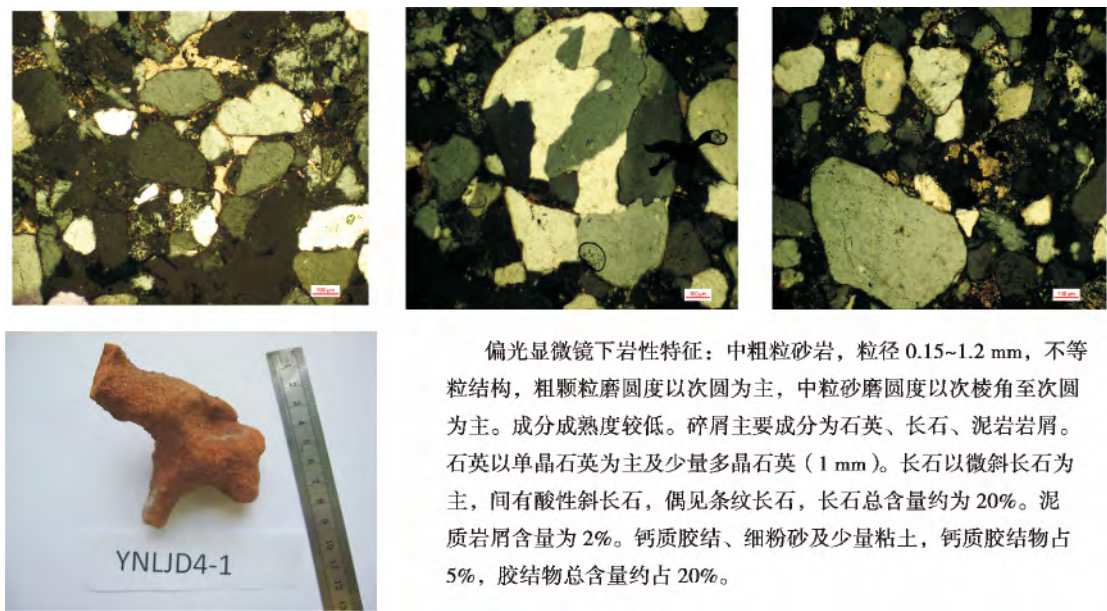 100 μm
100 μm
100 μm
YNLJD4-1
偏光显微镜下岩性特征：中粗粒砂岩，粒径 0.15~1.2 mm，不等
粒结构，粗颗粒磨圆度以次圆为主，中粒砂磨圆度以次棱角至次圆
为主。成分成熟度较低。碎屑主要成分为石英、长石、泥岩岩屑。
石英以单晶石英为主及少量多晶石英（1 mm）。长石以微斜长石为
主，间有酸性斜长石，偶见条纹长石，长石总含量约为 20%。泥
质岩屑含量为 2%。钙质胶结、细粉砂及少量粘土，钙质胶结物占
5%，胶结物总含量约占 20%。